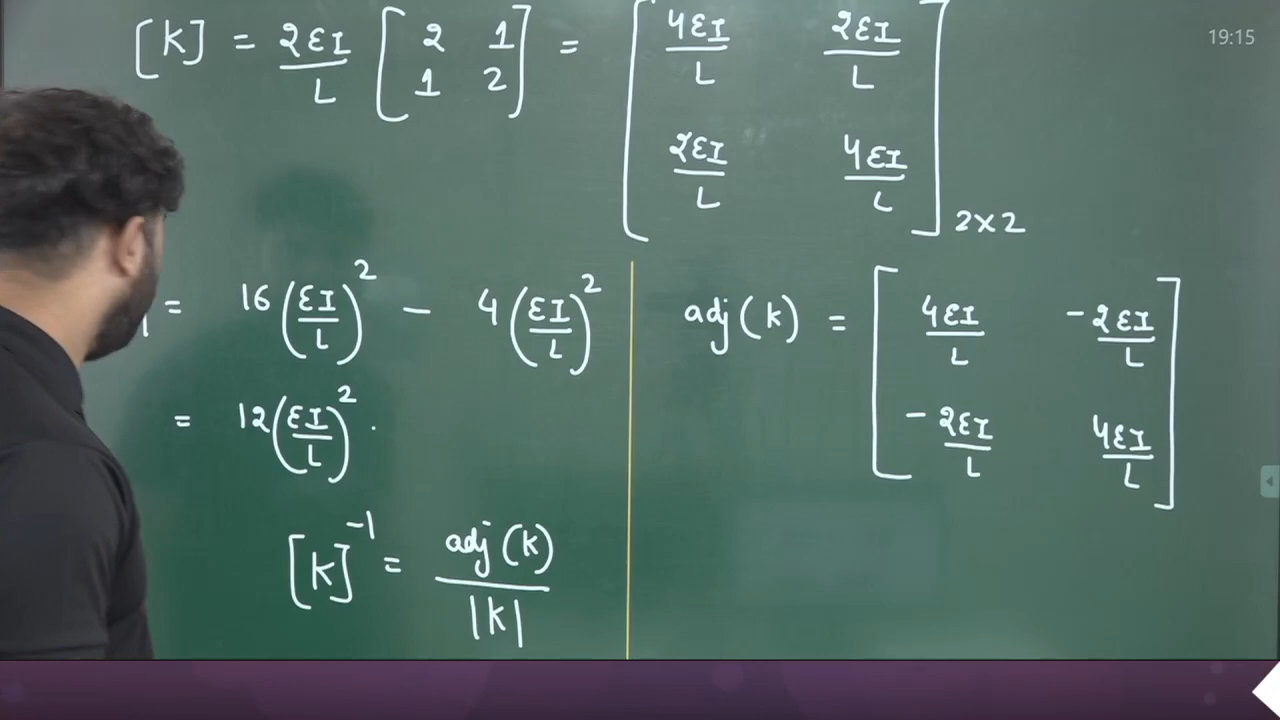 19:15
[K] = 2EI/L [2 1; 1 2] = [4EI/L 2EI/L; 2EI/L 4EI/L] 2×2
= 16(EI/L)² - 4(EI/L)²
= 12(EI/L)².
[K]⁻¹ = adj(K)/|K|
adj(K) = [4EI/L -2EI/L; -2EI/L 4EI/L]